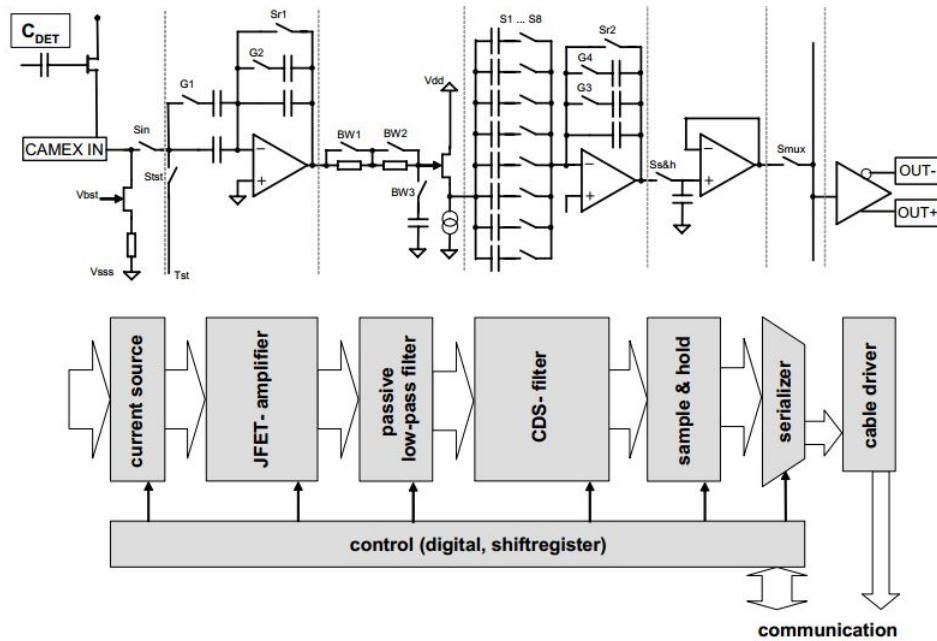 CDET
CAMEX IN
Vbst
Vsss
Sin
Stst
Tst
G1
Sr1
G2
BW1
BW2
BW3
Vdd
S1 ... S8
Sr2
G4
G3
Ss&h
Smux
OUT-
OUT+
current source
JFET- amplifier
passive
low-pass filter
CDS- filter
sample & hold
serializer
cable driver
control (digital, shiftregister)
communication